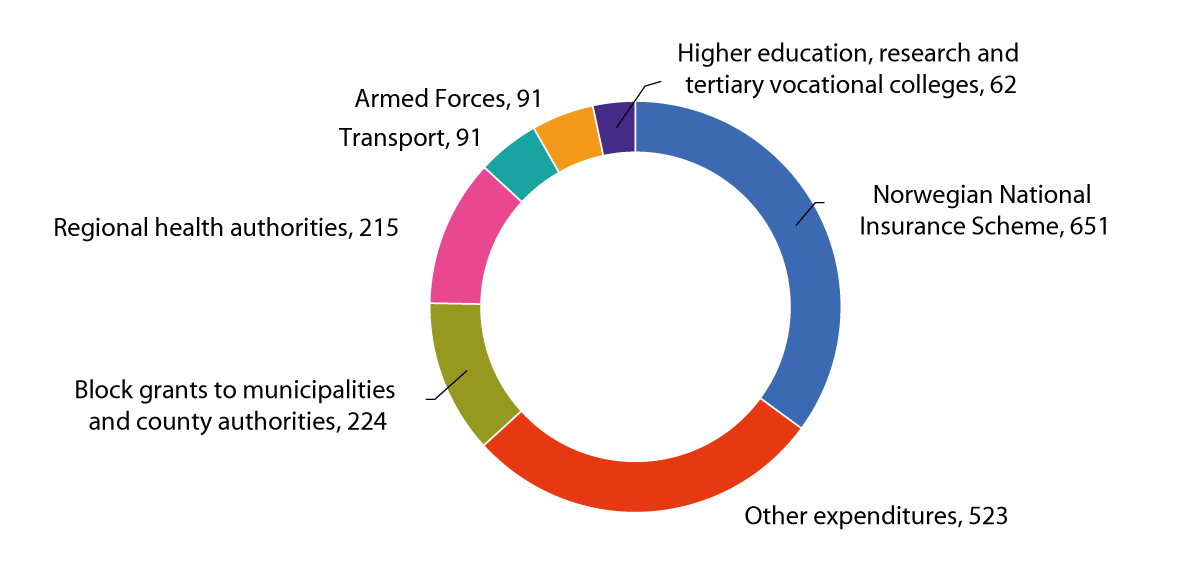 Higher education, research and
tertiary vocational colleges, 62
Armed Forces, 91
Transport, 91
Norwegian National
Insurance Scheme, 651
Regional health authorities, 215
Block grants to municipalities
and county authorities, 224
Other expenditures, 523